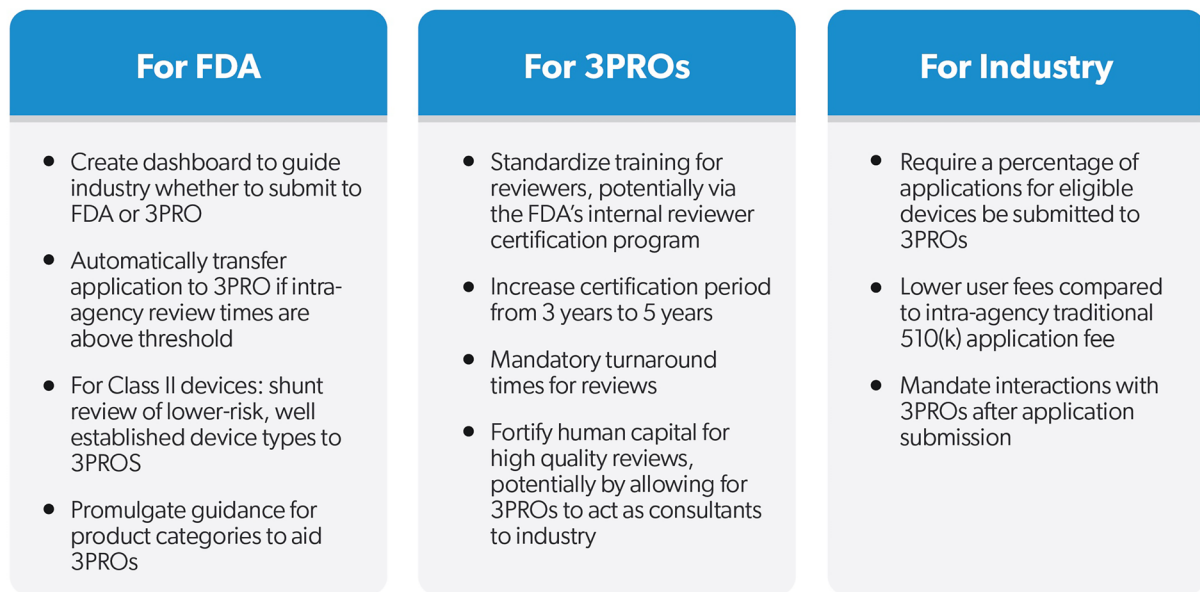 For FDA
Create dashboard to guide
industry whether to submit to
FDA or 3PRO
Automatically transfer
application to 3PRO if intra-
agency review times are
above threshold
For Class II devices: shunt
review of lower-risk, well
established device types to
3PROS
Promulgate guidance for
product categories to aid
3PROs
For 3PROs
Standardize training for
reviewers, potentially via
the FDA’s internal reviewer
certification program
Increase certification period
from 3 years to 5 years
Mandatory turnaround
times for reviews
Fortify human capital for
high quality reviews,
potentially by allowing for
3PROs to act as consultants
to industry
For Industry
Require a percentage of
applications for eligible
devices be submitted to
3PROs
Lower user fees compared
to intra-agency traditional
510(k) application fee
Mandate interactions with
3PROs after application
submission